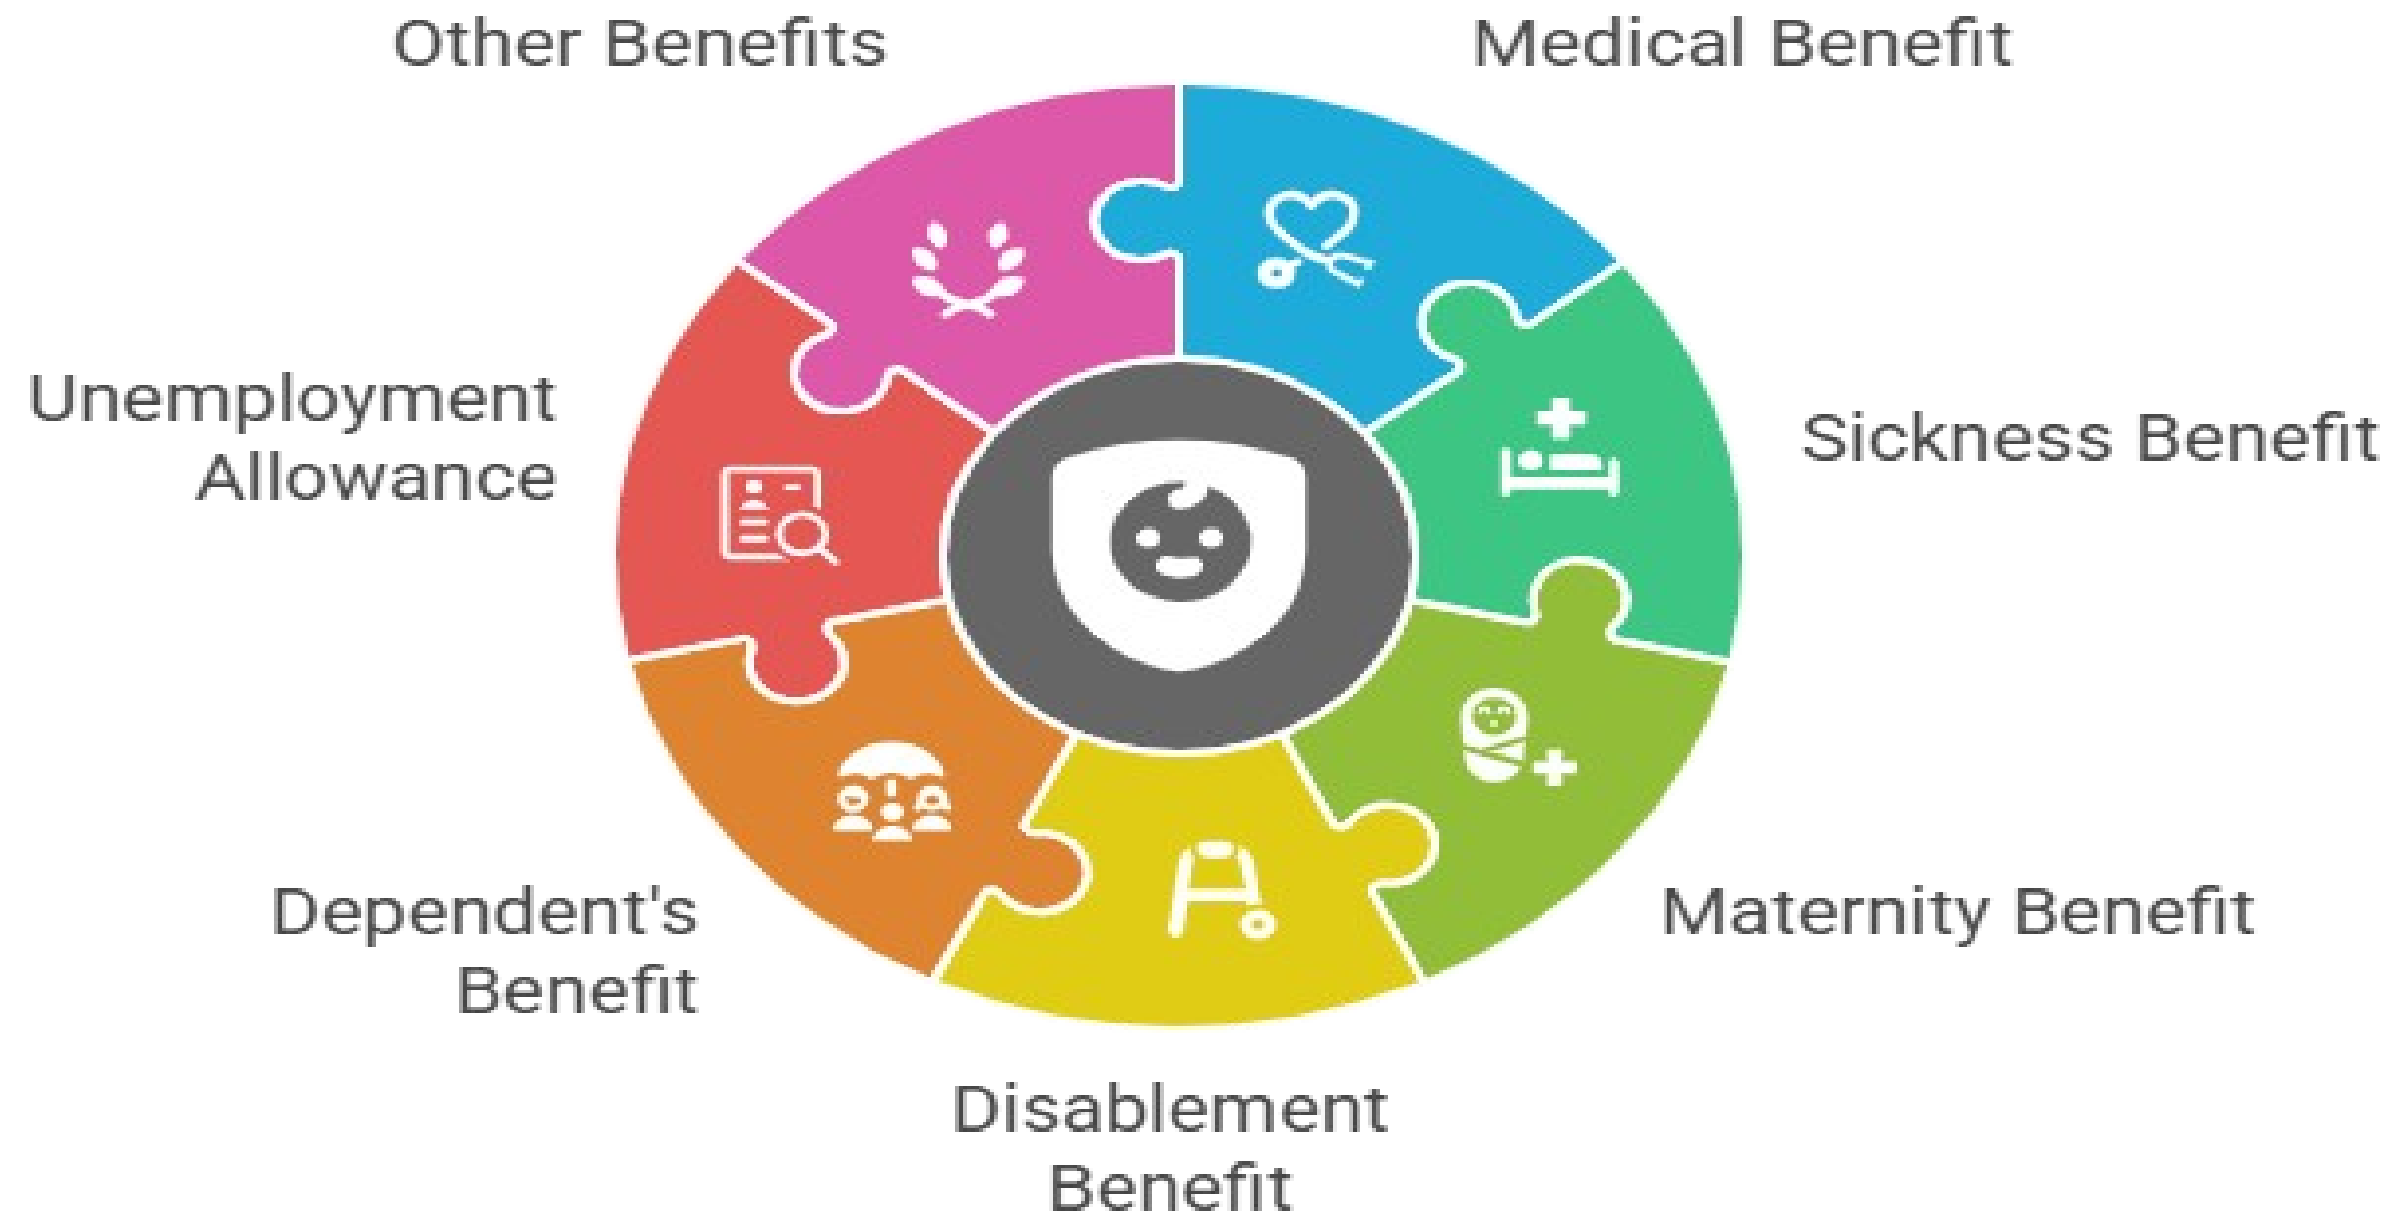 Other Benefits
Medical Benefit
Unemployment
Allowance
Sickness Benefit
Dependent's
Benefit
Maternity Benefit
Disablement
Benefit